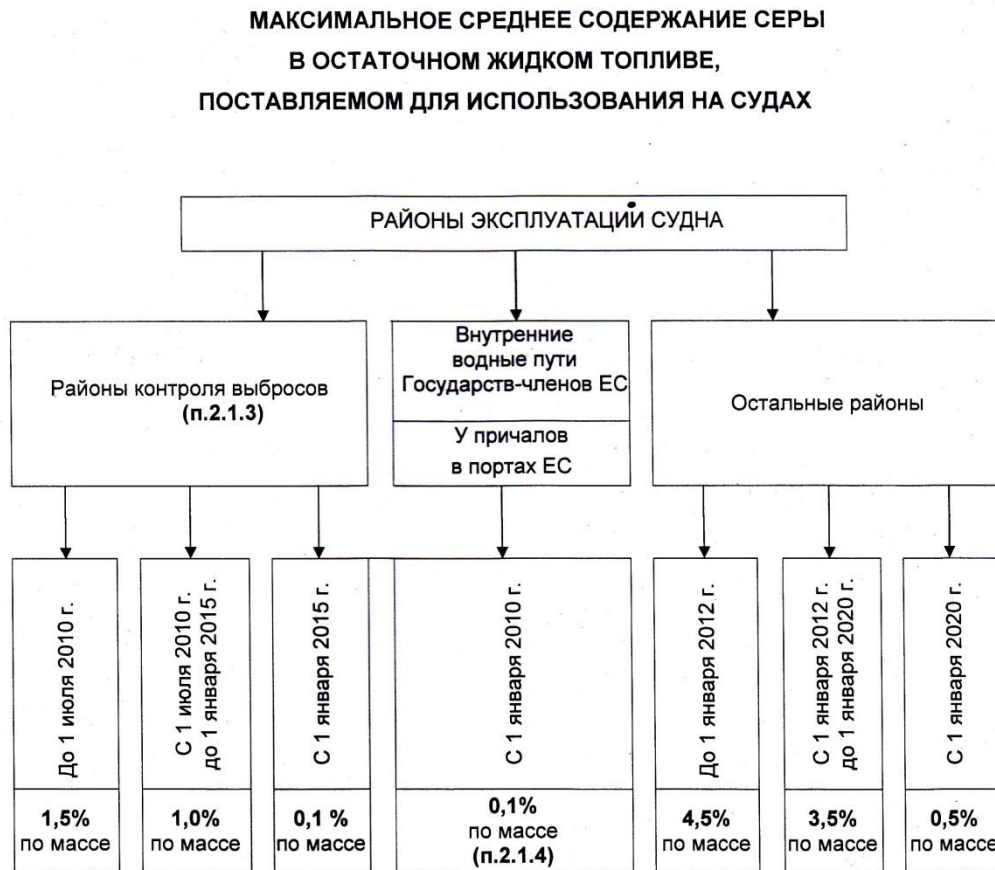 МАКСИМАЛЬНОЕ СРЕДНЕЕ СОДЕРЖАНИЕ СЕРЫ
В ОСТАТОЧНОМ ЖИДКОМ ТОПЛИВЕ,
ПОСТАВЛЯЕМОМ ДЛЯ ИСПОЛЬЗОВАНИЯ НА СУДАХ
РАЙОНЫ ЭКСПЛУАТАЦИИ СУДНА
Районы контроля выбросов
(п.2.1.3)
Внутренние
водные пути
Государств-членов ЕС
У причалов
в портах ЕС
Остальные районы
До 1 июля 2010 г.
С 1 июля 2010 г.
до 1 января 2015 г.
С 1 января 2015 г.
С 1 января 2010 г.
До 1 января 2012 г.
С 1 января 2012 г.
до 1 января 2020 г.
С 1 января 2020 г.
1,5%
по массе
1,0%
по массе
0,1 %
по массе
0,1%
по массе
(п.2.1.4)
4,5%
по массе
3,5%
по массе
0,5%
по массе